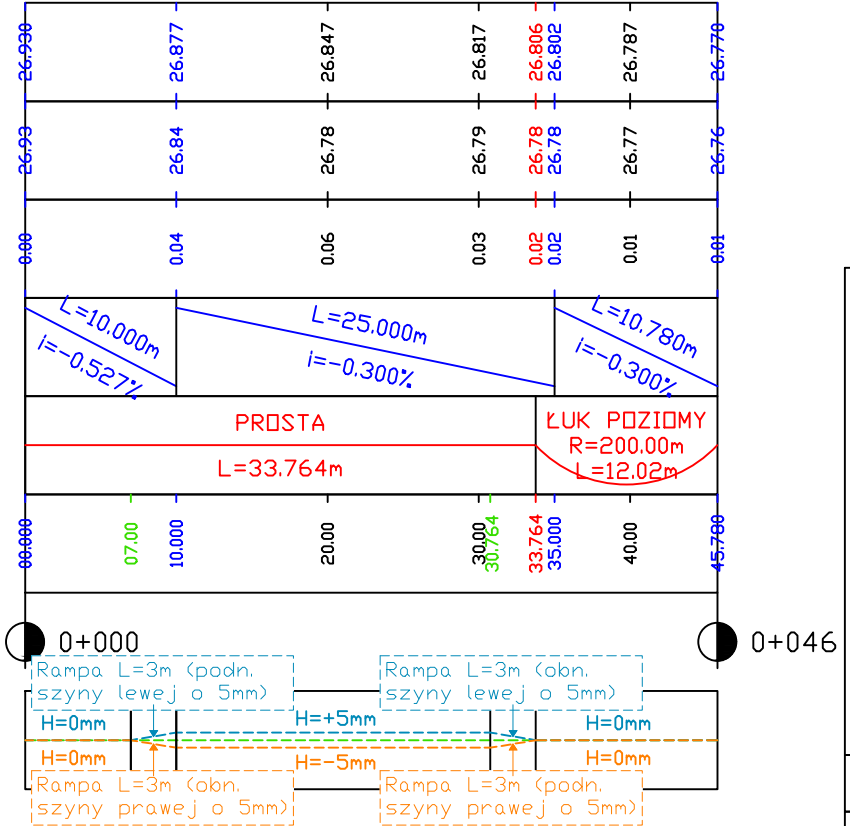 26.930 26.877 26.847 26.817 26.806 26.802 26.787 26.770
26.93 26.84 26.78 26.79 26.78 26.78 26.77 26.76
0.00 0.04 0.06 0.03 0.02 0.02 0.01 0.01
L=10.000m L=25.000m L=10.780m
i=-0.527% i=-0.300% i=-0.300%
PROSTA ŁUK POZIOMY
R=200.00m
L=33.764m L=12.02m
00.000 07.00 10.000 20.00 30.00 30.764 33.764 35.000 40.00 45.780
0+000 0+046
Rampa L=3m (podn.
szyny lewej o 5mm)
Rampa L=3m (obn.
szyny lewej o 5mm)
H=0mm H=+5mm H=0mm
H=0mm H=-5mm H=0mm
Rampa L=3m (obn.
szyny prawej o 5mm)
Rampa L=3m (podn.
szyny prawej o 5mm)